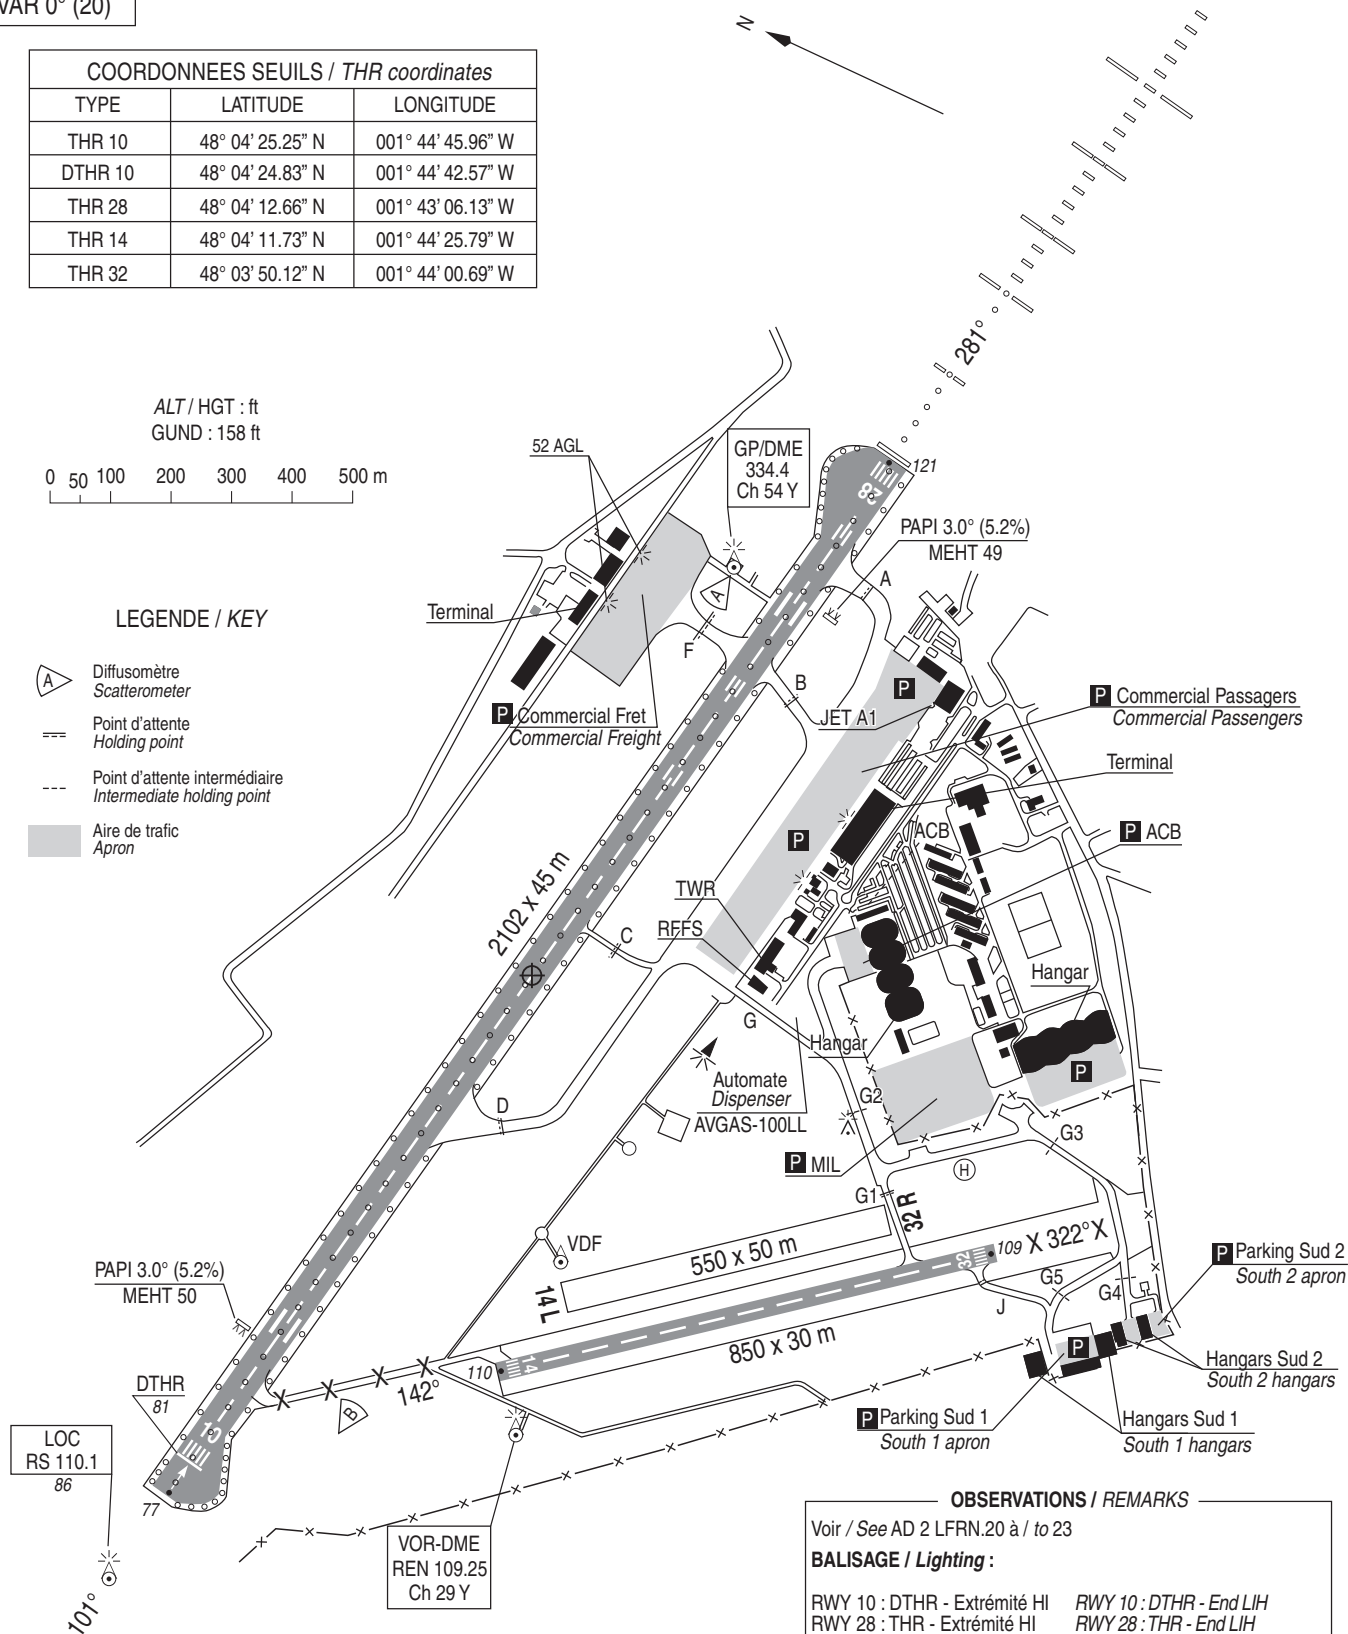 VAR 0° (20)
N
COORDONNEES SEUILS / THR coordinates
TYPE LATITUDE LONGITUDE
THR 10 48° 04' 25.25" N 001° 44' 45.96" W
DTHR 10 48° 04' 24.83" N 001° 44' 42.57" W
THR 28 48° 04' 12.66" N 001° 43' 06.13" W
THR 14 48° 04' 11.73" N 001° 44' 25.79" W
THR 32 48° 03' 50.12" N 001° 44' 00.69" W
281°
ALT / HGT : ft
GUND : 158 ft
0 50 100 200 300 400 500 m
52 AGL
GP/DME
334.4
Ch 54 Y
121
28
PAPI 3.0° (5.2%)
MEHT 49
A
A
Terminal
F
B
LEGENDE / KEY
A
Diffusomètre
Scatterometer
Point d'attente
Holding point
Point d'attente intermédiaire
Intermediate holding point
Aire de trafic
Apron
P Commercial Fret
Commercial Freight
P
JET A1
P Commercial Passagers
Commercial Passengers
Terminal
P
ACB
P ACB
2102 x 45 m
TWR
RFFS
C
Hangar
G
Hangar
P
Automate
Dispenser
AVGAS-100LL
G2
D
G3
P MIL
H
G1
32 R
VDF
550 x 50 m
14 L
32
109
X 322° X
P Parking Sud 2
South 2 apron
G5
G4
J
PAPI 3.0° (5.2%)
MEHT 50
850 x 30 m
P
Hangars Sud 2
South 2 hangars
110
14
142°
X X X X
B
DTHR
81
10
P Parking Sud 1
South 1 apron
Hangars Sud 1
South 1 hangars
LOC
RS 110.1
86
77
101°
VOR-DME
REN 109.25
Ch 29 Y
OBSERVATIONS / REMARKS
Voir / See AD 2 LFRN.20 à / to 23
BALISAGE / Lighting :
RWY 10 : DTHR - Extrémité HI RWY 10 : DTHR - End LIH
RWY 28 : THR - Extrémité HI RWY 28 : THR - End LIH